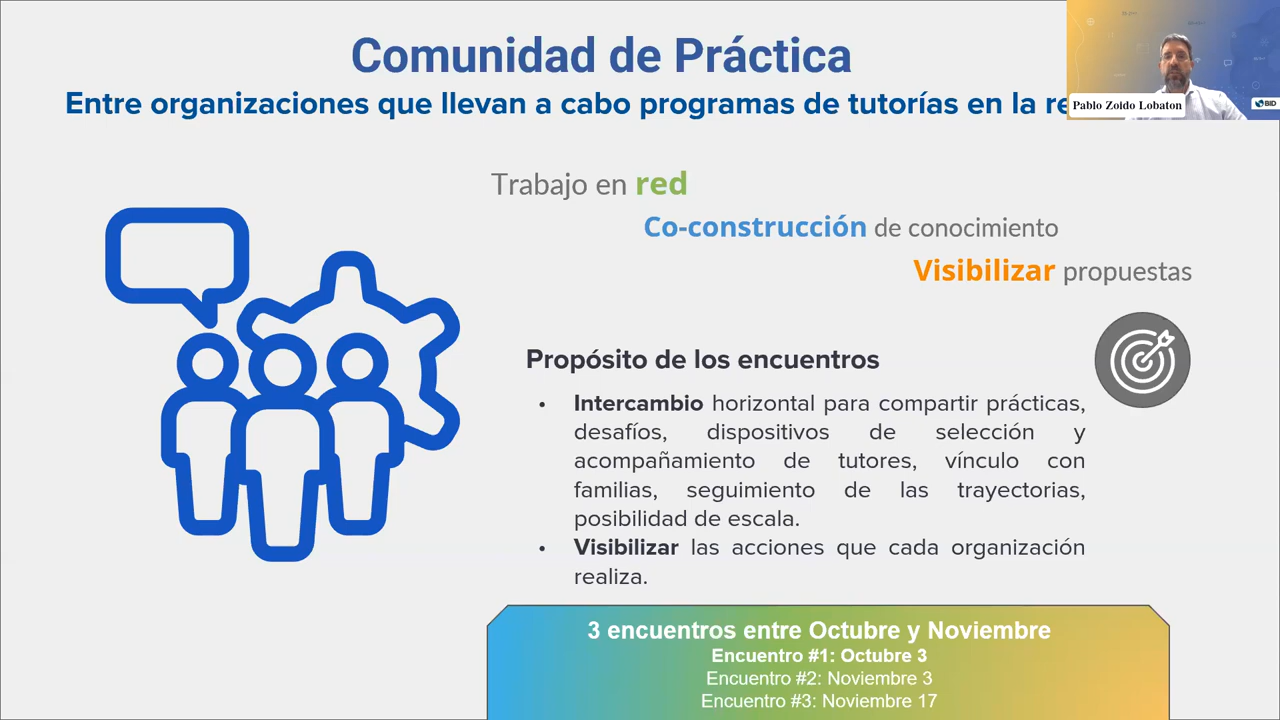 Comunidad de Práctica
Entre organizaciones que llevan a cabo programas de tutorías en la
Pablo Zoido Lobaton
BID
Trabajo en red
Co-construcción de conocimiento
Visibilizar propuestas
Propósito de los encuentros
• Intercambio horizontal para compartir prácticas,
desafíos, dispositivos de selección y
acompañamiento de tutores, vínculo con
familias, seguimiento de las trayectorias,
posibilidad de escala.
• Visibilizar las acciones que cada organización
realiza.
3 encuentros entre Octubre y Noviembre
Encuentro #1: Octubre 3
Encuentro #2: Noviembre 3
Encuentro #3: Noviembre 17